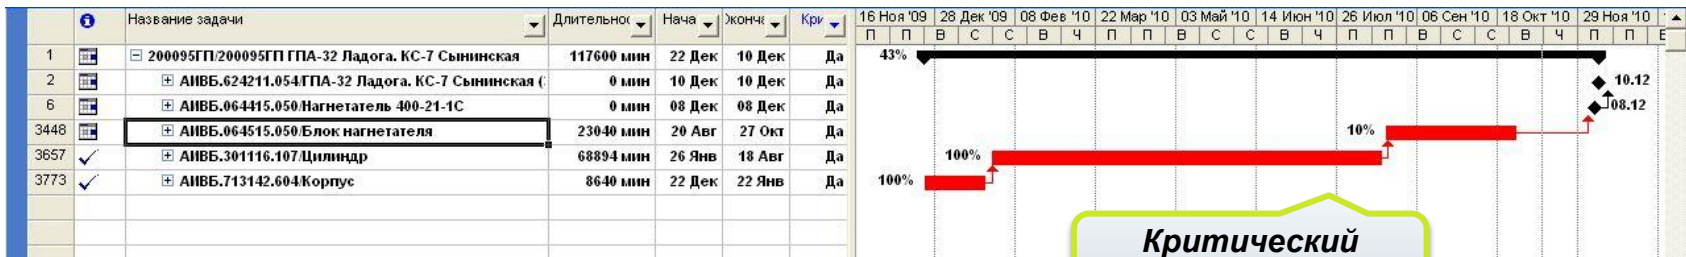 Название задачи Длительнос Нача Оконча Кри 16 Ноя '09 28 Дек '09 08 Фев '10 22 Мар '10 03 Май '10 14 Июн '10 26 Июл '10 06 Сен '10 18 Окт '10 29 Ноя '10
П П В С С В Ч П П В С С В Ч П П В С С В Ч П П
1 200095ГП/200095ГП ГПА-32 Ладога. КС-7 Сынинская 117600 мин 22 Дек 10 Дек Да 43%
2 АИВБ.624211.054/ГПА-32 Ладога. КС-7 Сынинская ( 0 мин 10 Дек 10 Дек Да 10.12
6 АИВБ.064415.050/Нагнетатель 400-21-1С 0 мин 08 Дек 08 Дек Да 08.12
3448 АИВБ.064515.050/Блок нагнетателя 23040 мин 20 Авг 27 Окт Да 10%
3657 АИВБ.301116.107/Цилиндр 68894 мин 26 Янв 18 Авг Да 100%
3773 АИВБ.713142.604/Корпус 8640 мин 22 Дек 22 Янв Да 100%
Критический